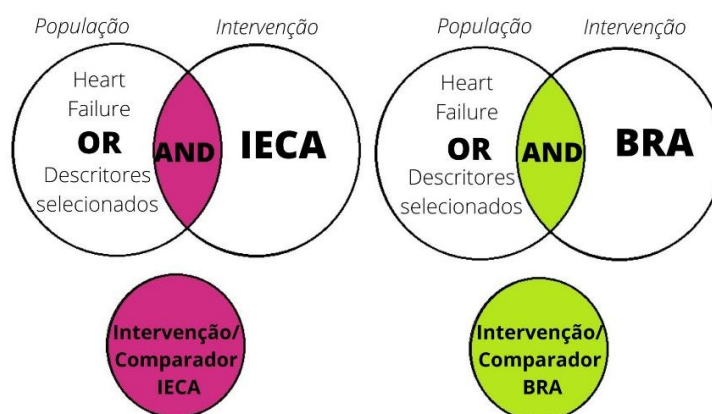 População
Intervenção
Heart
Failure
OR
Descritores
selecionados
AND
IECA
População
Intervenção
Heart
Failure
OR
Descritores
selecionados
AND
BRA
Intervenção/
Comparador
IECA
Intervenção/
Comparador
BRA